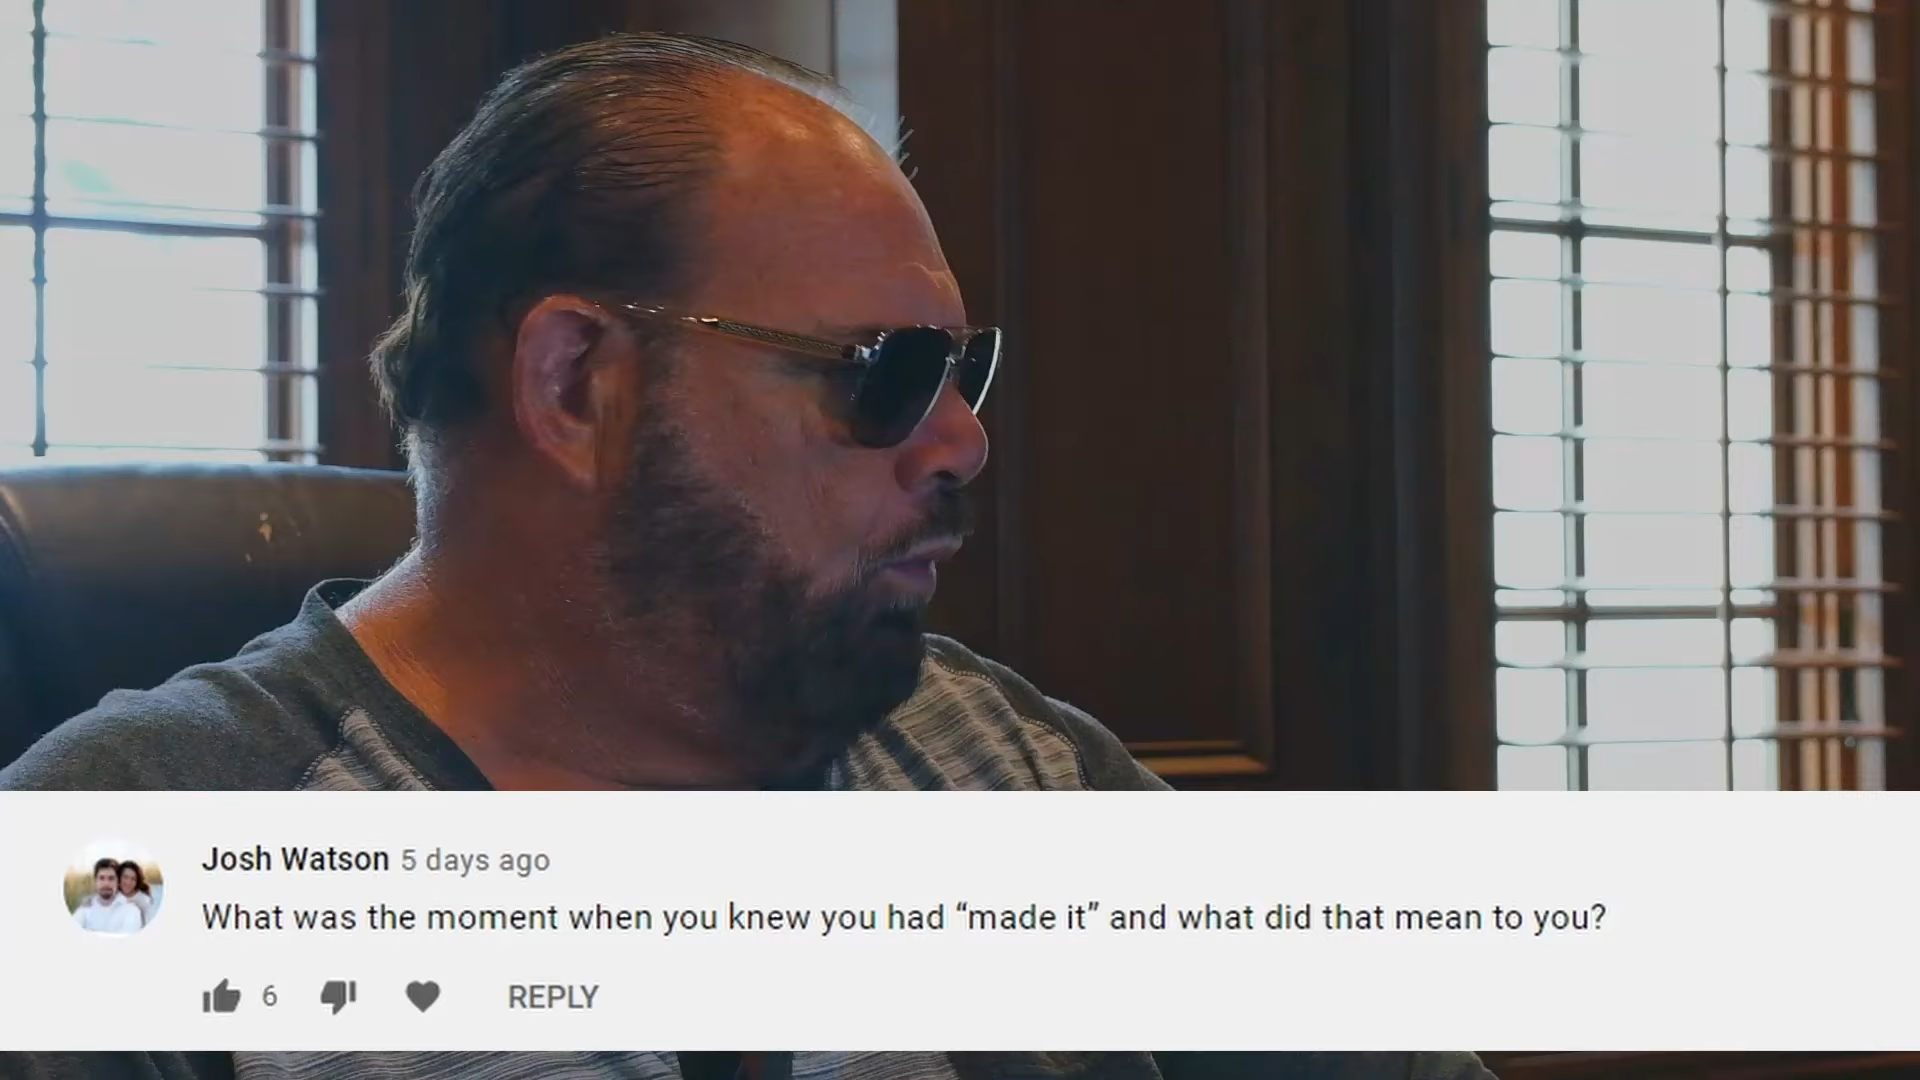 Josh Watson 5 days ago
What was the moment when you knew you had “made it” and what did that mean to you?
6 REPLY